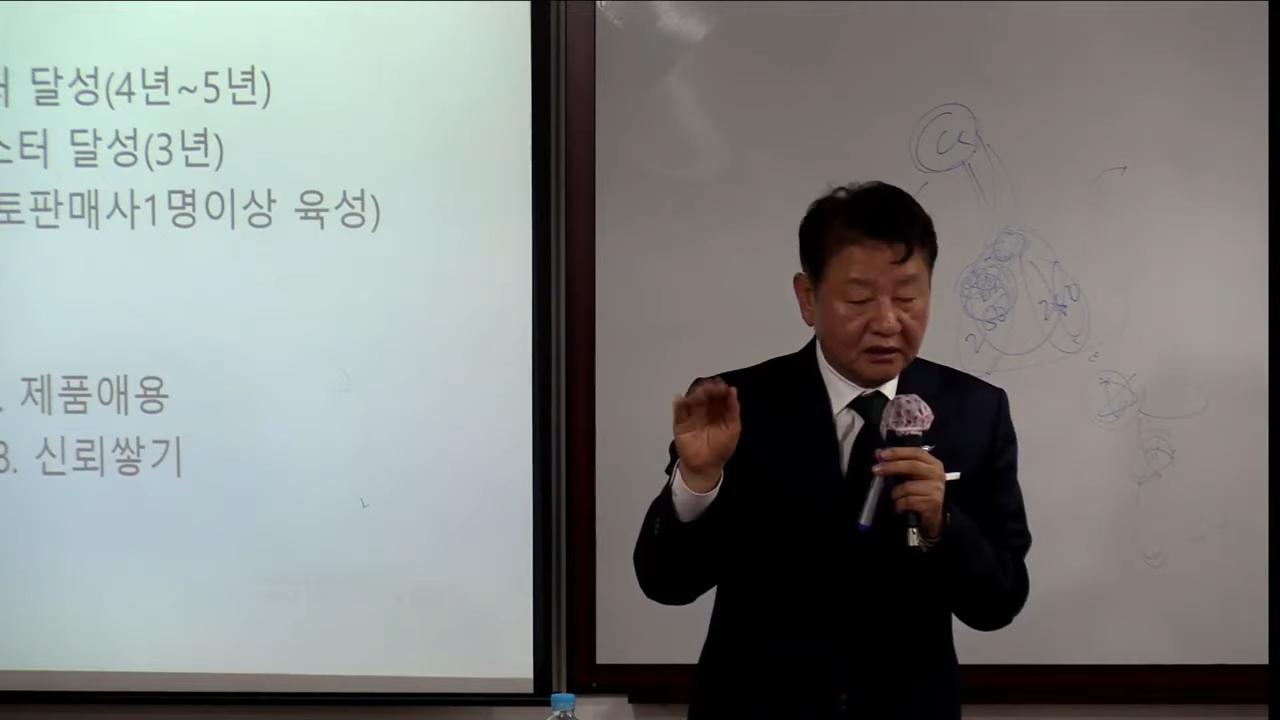 달성(4년~5년)
스터 달성(3년)
토판매사1명이상 육성)
제품애용
3. 신뢰쌓기